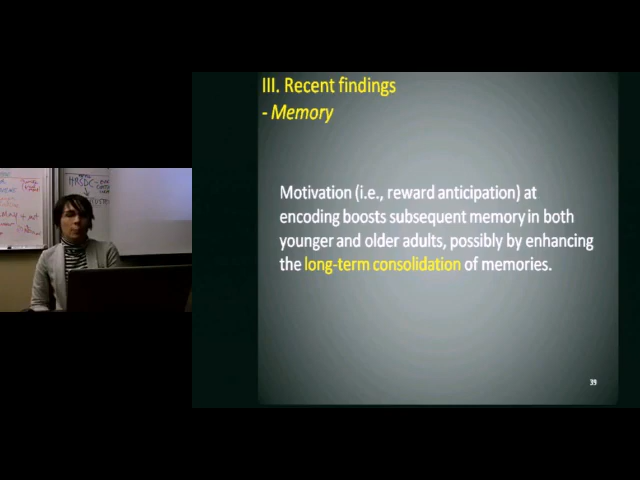 III. Recent findings
- Memory
Motivation (i.e., reward anticipation) at
encoding boosts subsequent memory in both
younger and older adults, possibly by enhancing
the long-term consolidation of memories.
39
HRSDC